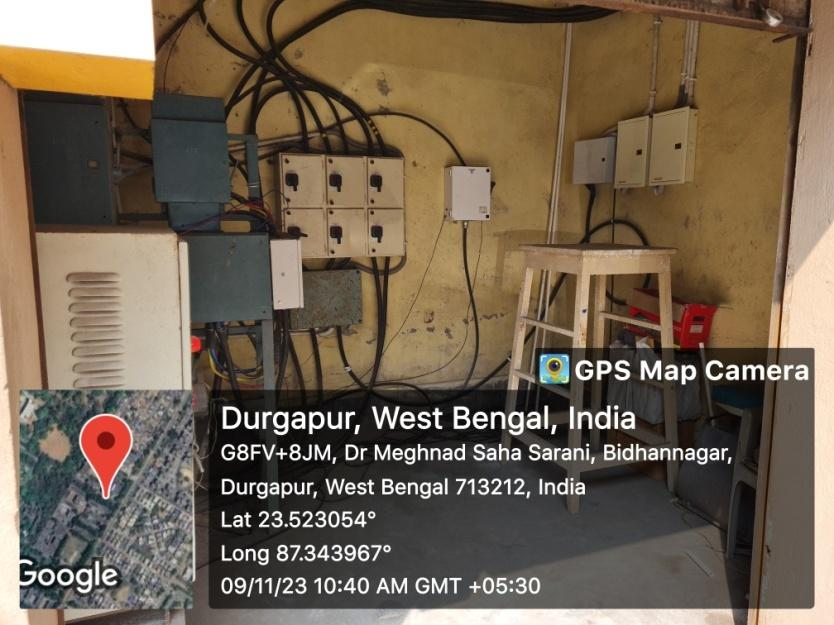 GPS Map Camera
Durgapur, West Bengal, India
G8FV+8JM, Dr Meghnad Saha Sarani, Bidhannagar,
Durgapur, West Bengal 713212, India
Lat 23.523054°
Long 87.343967°
09/11/23 10:40 AM GMT +05:30
Google